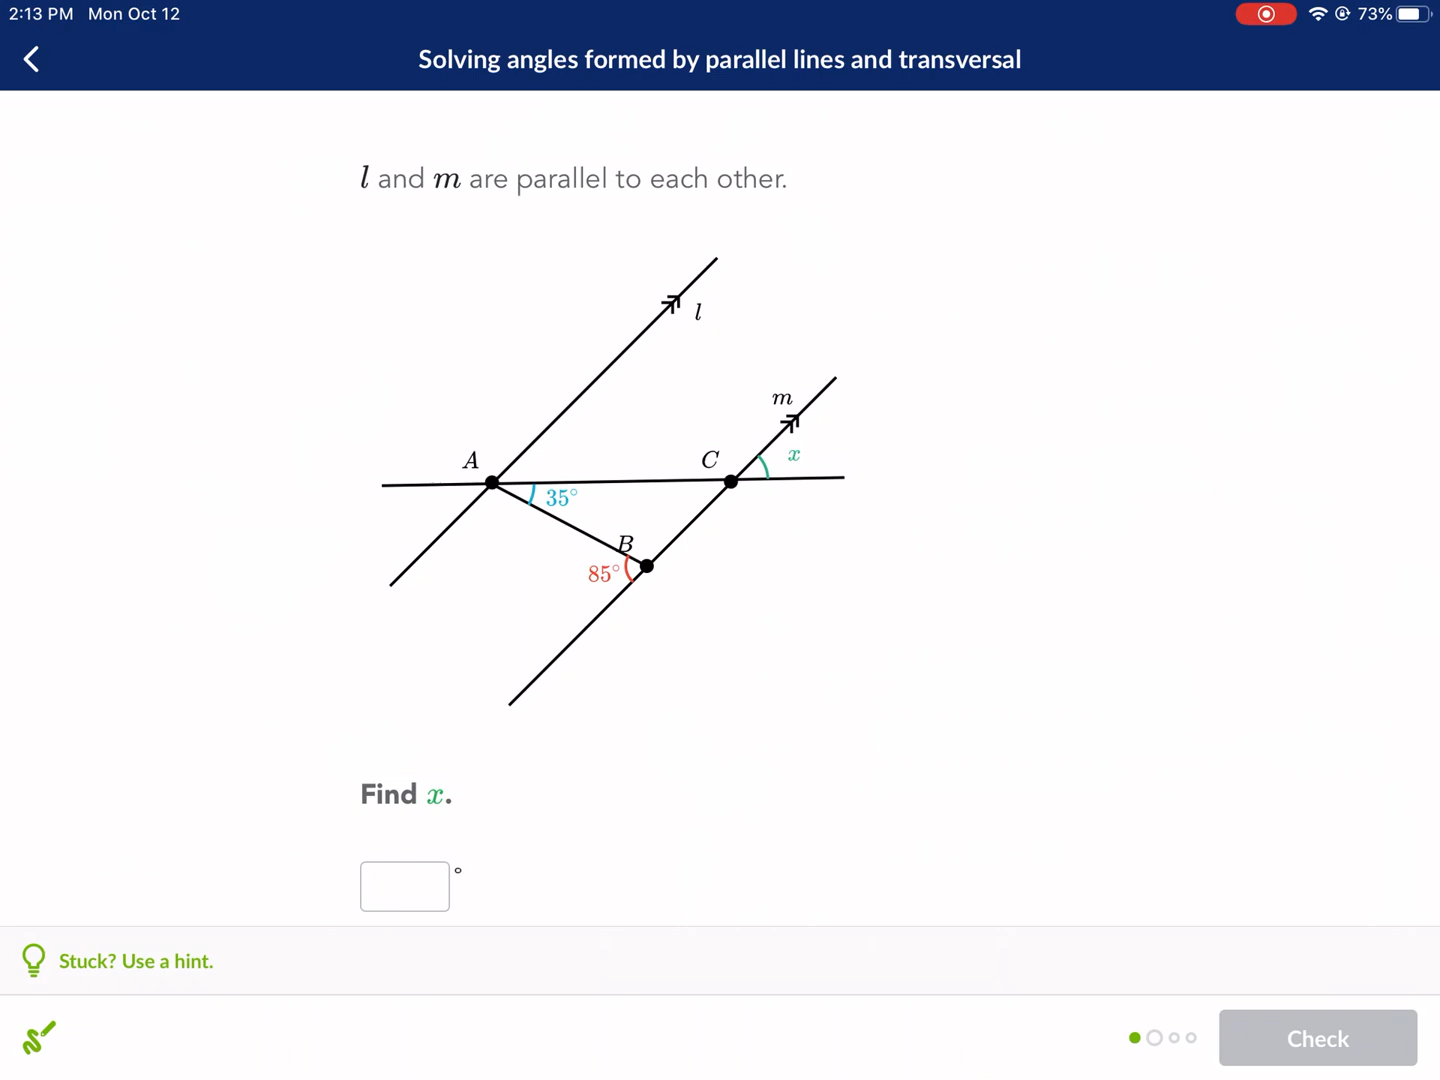 2:13 PM Mon Oct 12 73%
Solving angles formed by parallel lines and transversal
l and m are parallel to each other.
l
m
A
C
x
35°
B
85°
Find x.
°
Stuck? Use a hint.
Check